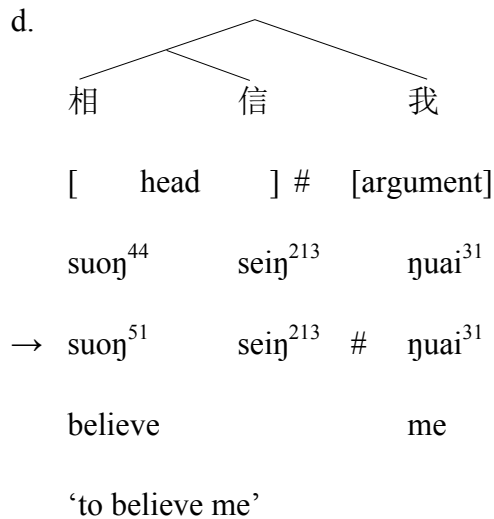 d.
相 信 我
[ head ] # [argument]
suoŋ⁴⁴ seiŋ²¹³ ŋuai³¹
→ suoŋ⁵¹ seiŋ²¹³ # ŋuai³¹
believe me
‘to believe me’